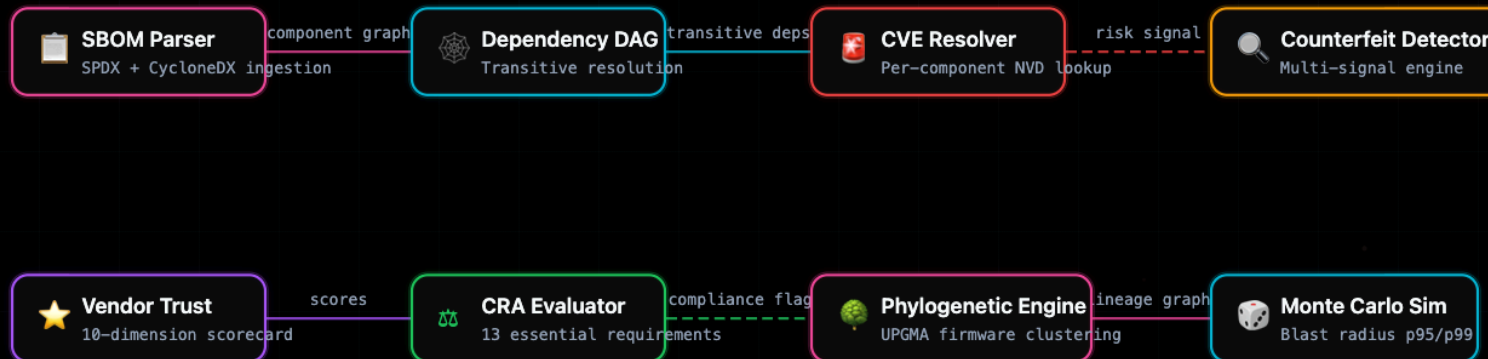 SBOM Parser
SPDX + CycloneDX ingestion
component graph
Dependency DAG
Transitive resolution
transitive deps
CVE Resolver
Per-component NVD lookup
risk signal
Counterfeit Detector
Multi-signal engine
Vendor Trust
10-dimension scorecard
scores
CRA Evaluator
13 essential requirements
compliance flag
Phylogenetic Engine
UPGMA firmware clustering
lineage graph
Monte Carlo Sim
Blast radius p95/p99